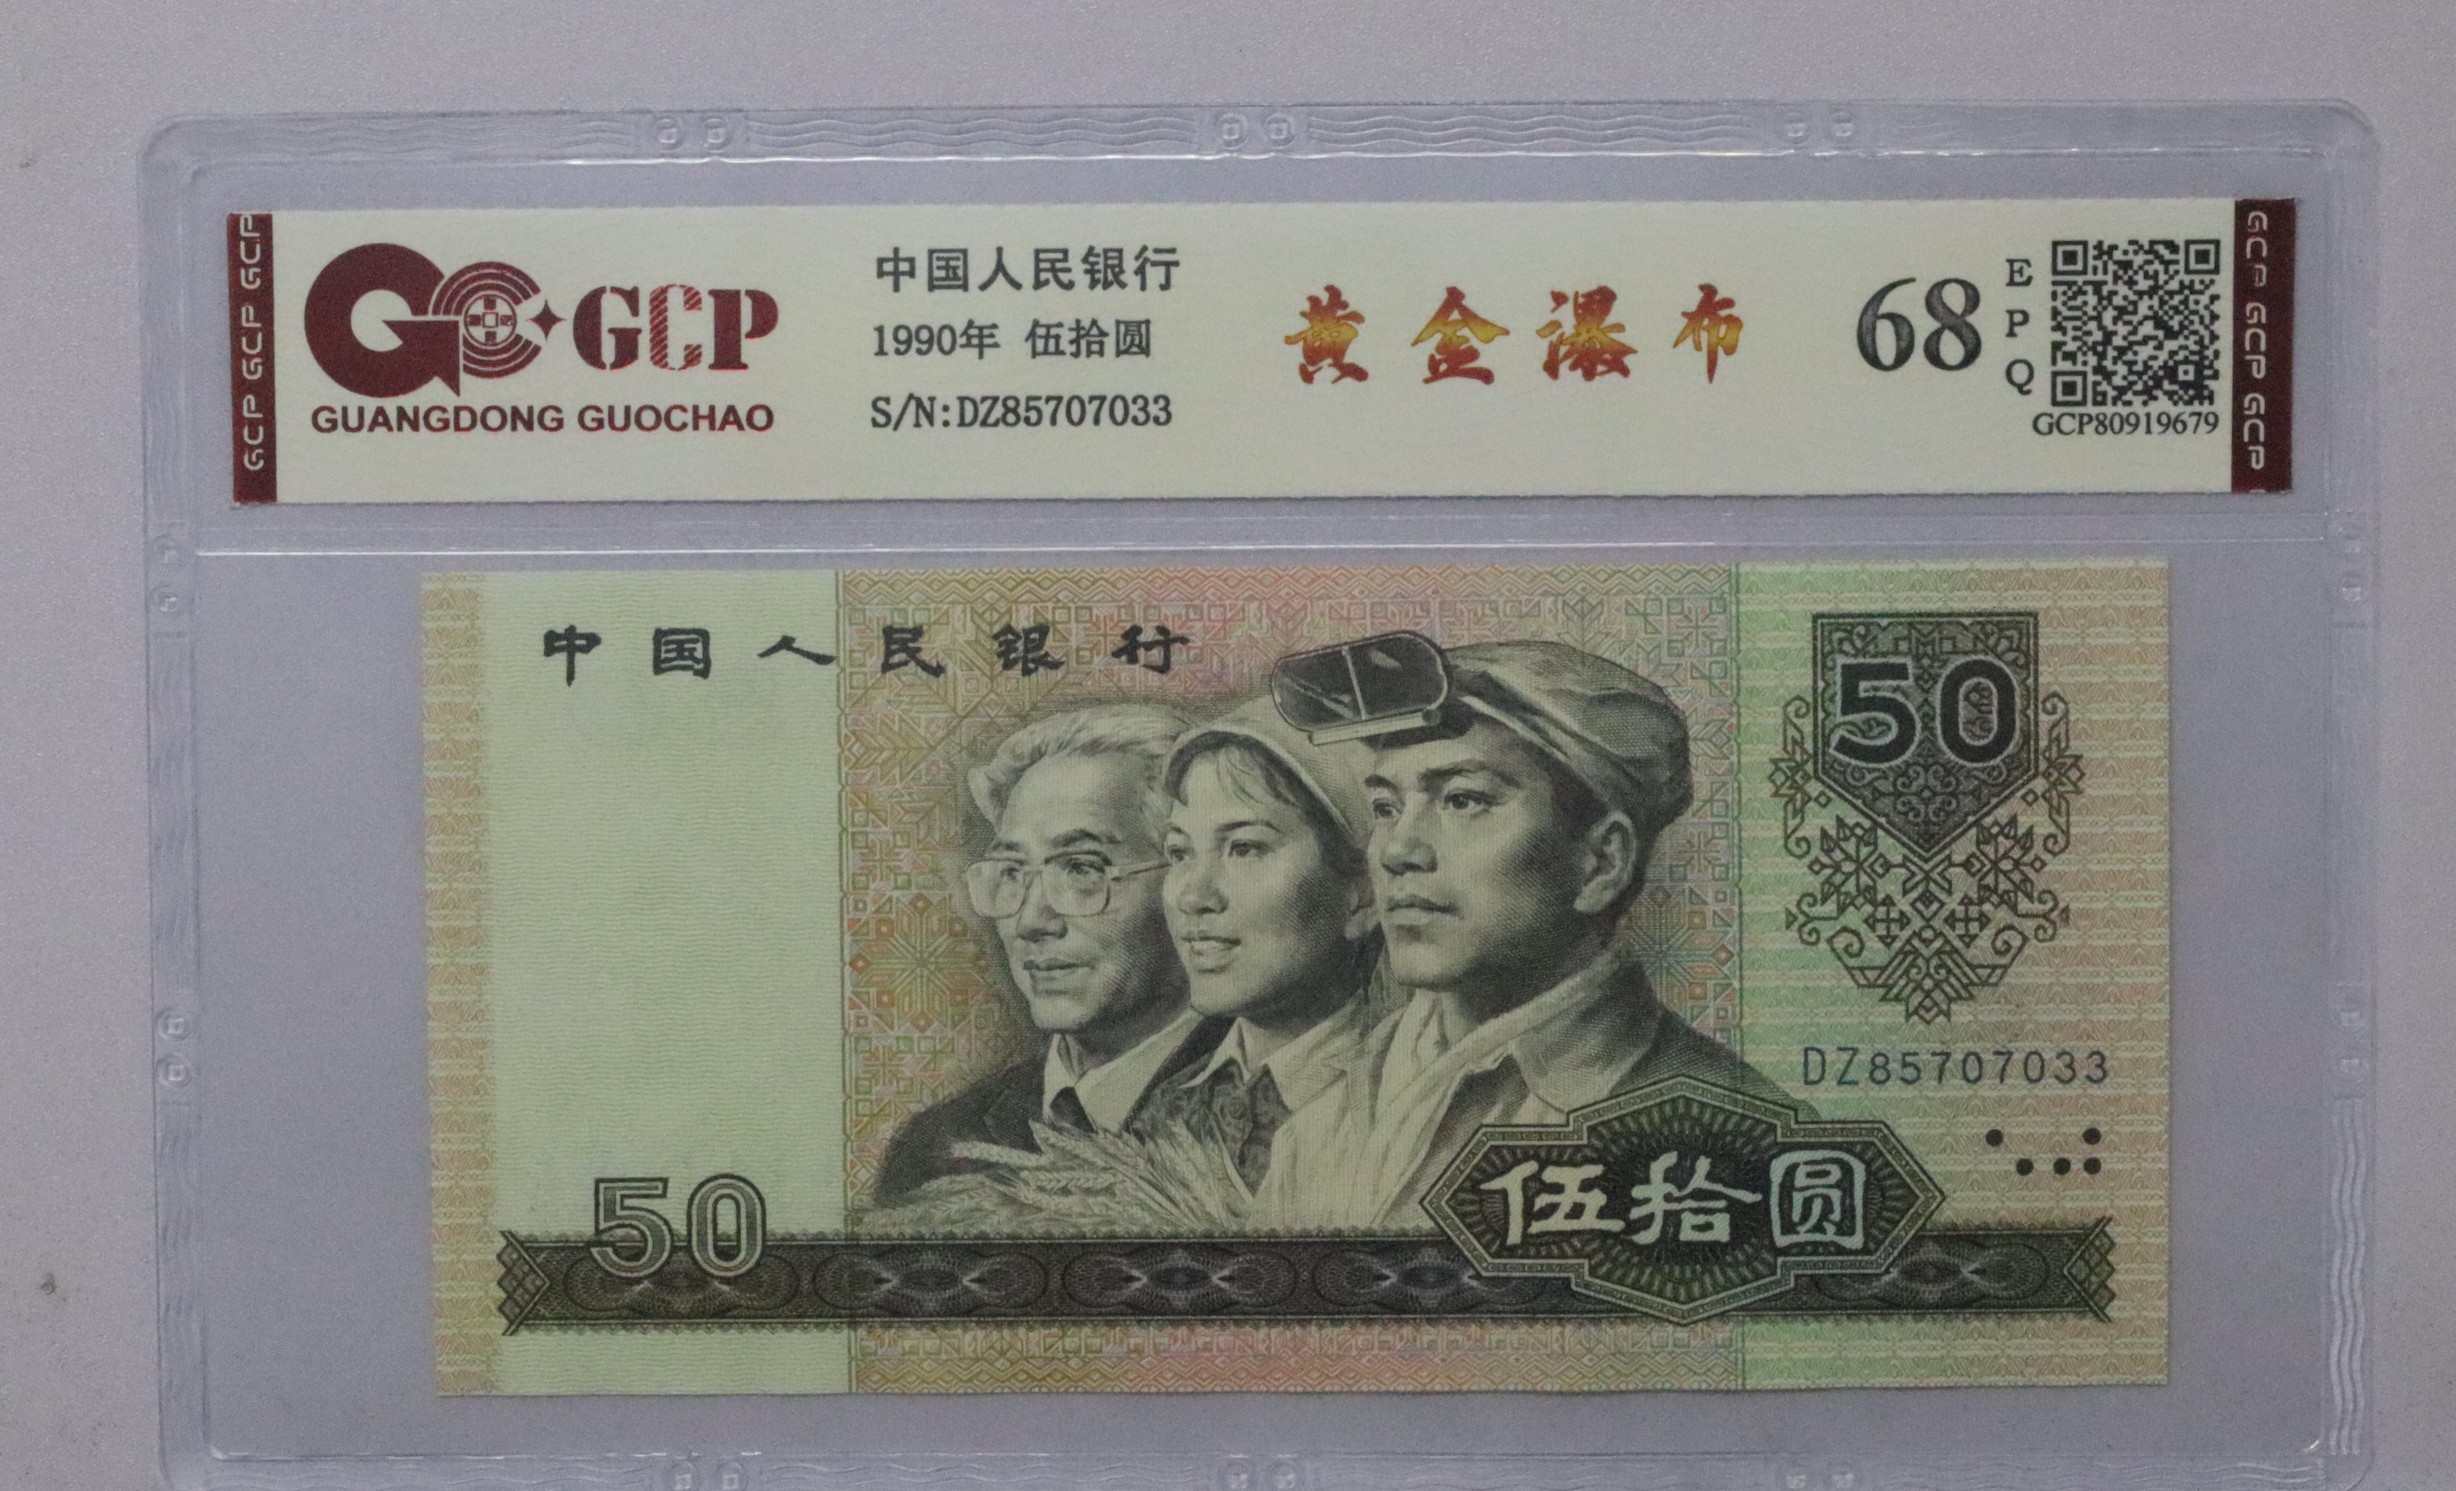 GCP GCP GCP
GCP
GUANGDONG GUOCHAO
中国人民银行
1990年 伍拾圆
S/N:DZ85707033
黄金瀑布
68
EPQ
GCP80919679
GCP GCP GCP
中国人民银行
50
DZ85707033
伍拾圆
50